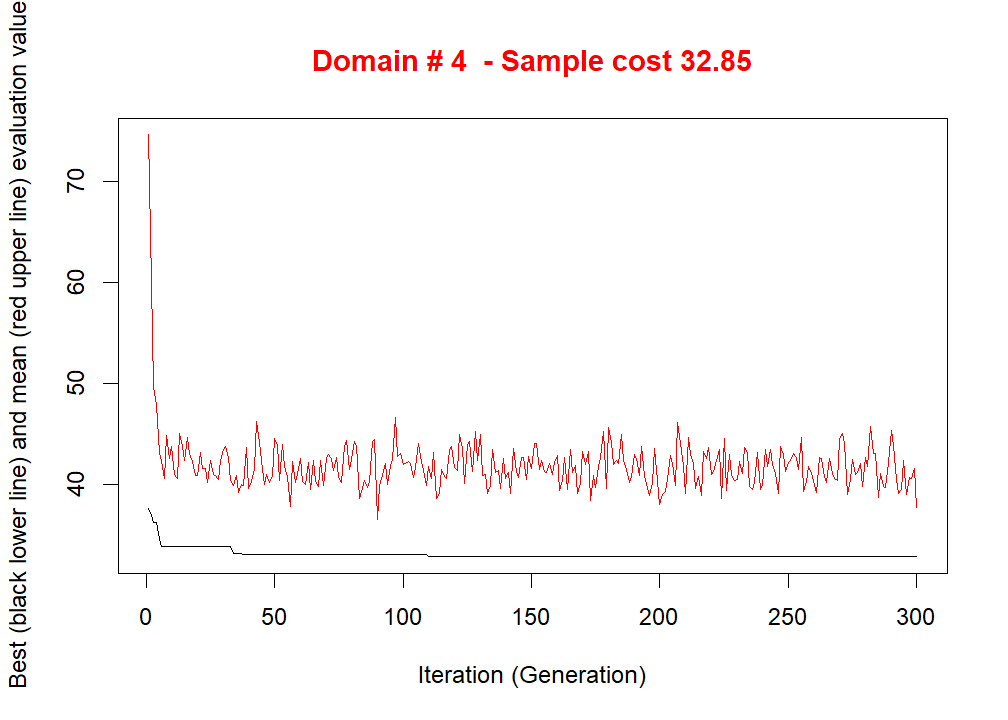 Domain # 4 - Sample cost 32.85
Best (black lower line) and mean (red upper line) evaluation value
70
60
50
40
0 50 100 150 200 250 300
Iteration (Generation)